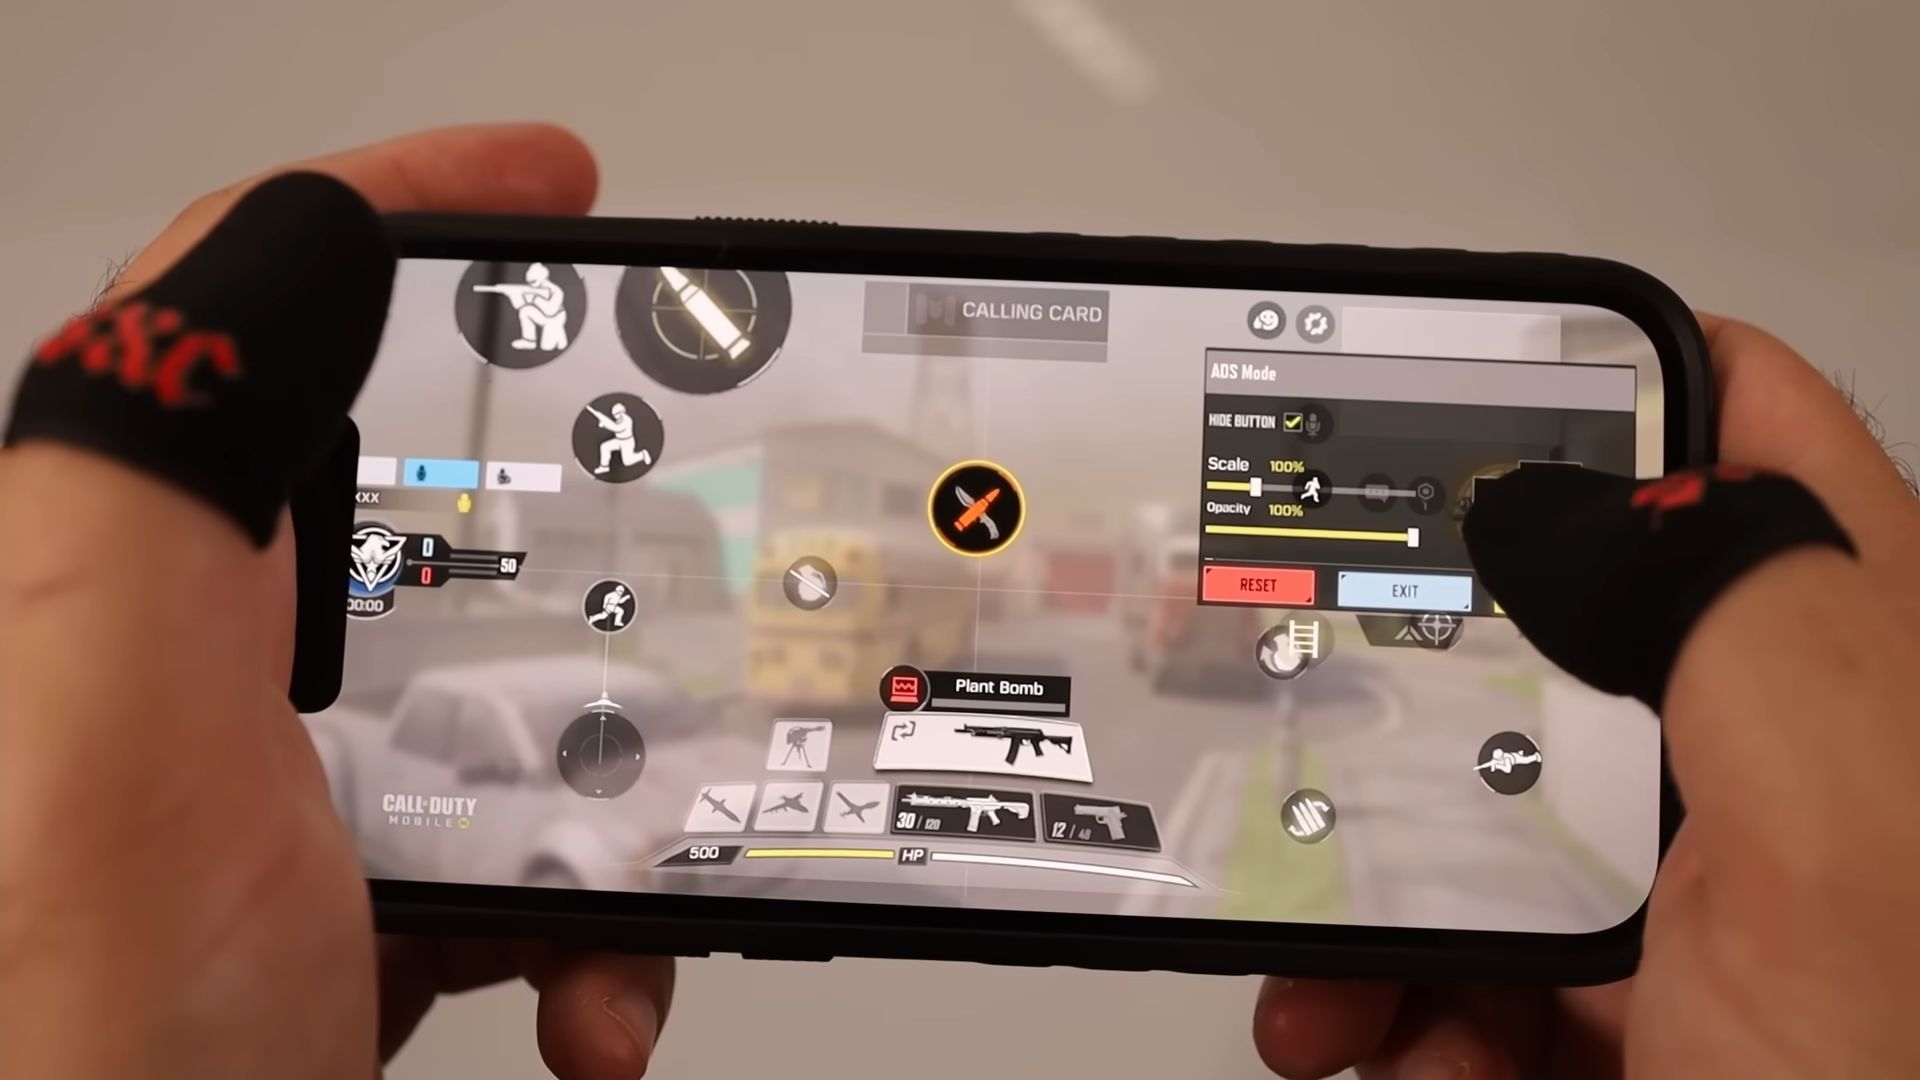 CALLING CARD
ADS Mode
HIDE BUTTON
Scale 100%
Opacity 100%
RESET
EXIT
XXX
0
0
50
00:00
Plant Bomb
CALL OF DUTY
MOBILE
30 / 120
12 / 48
500
HP